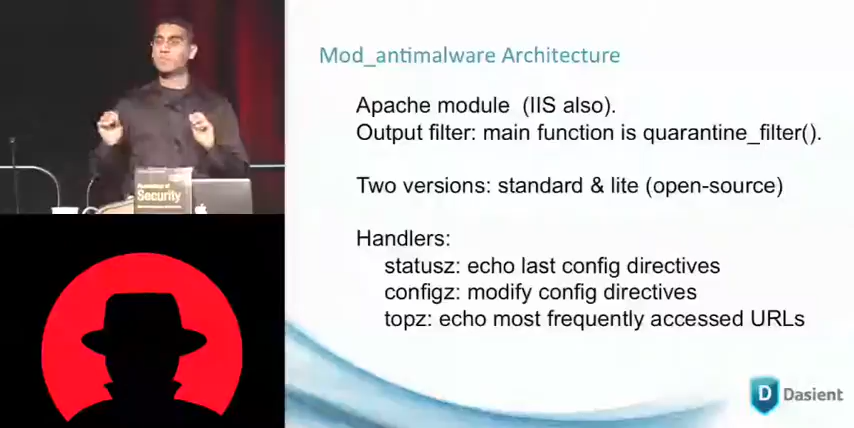 Mod_antimalware Architecture
Apache module (IIS also).
Output filter: main function is quarantine_filter().
Two versions: standard & lite (open-source)
Handlers:
statusz: echo last config directives
configz: modify config directives
topz: echo most frequently accessed URLs
D Dasient
Security